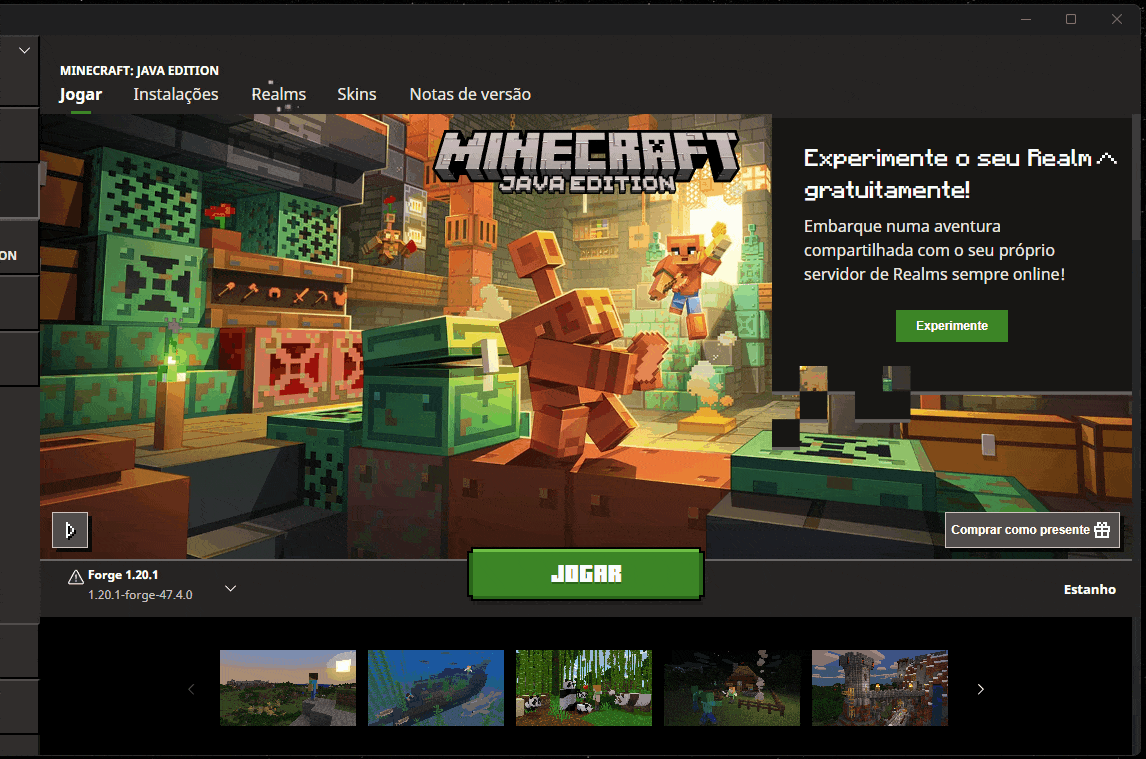 MINECRAFT: JAVA EDITION
Jogar Instalações Realms Skins Notas de versão
MINECRAFT
JAVA EDITION
Experimente o seu Realm
gratuitamente!
Embarque numa aventura
compartilhada com o seu próprio
servidor de Realms sempre online!
Experimente
ON
Comprar como presente
Forge 1.20.1
1.20.1-forge-47.4.0
JOGAR
Estanho